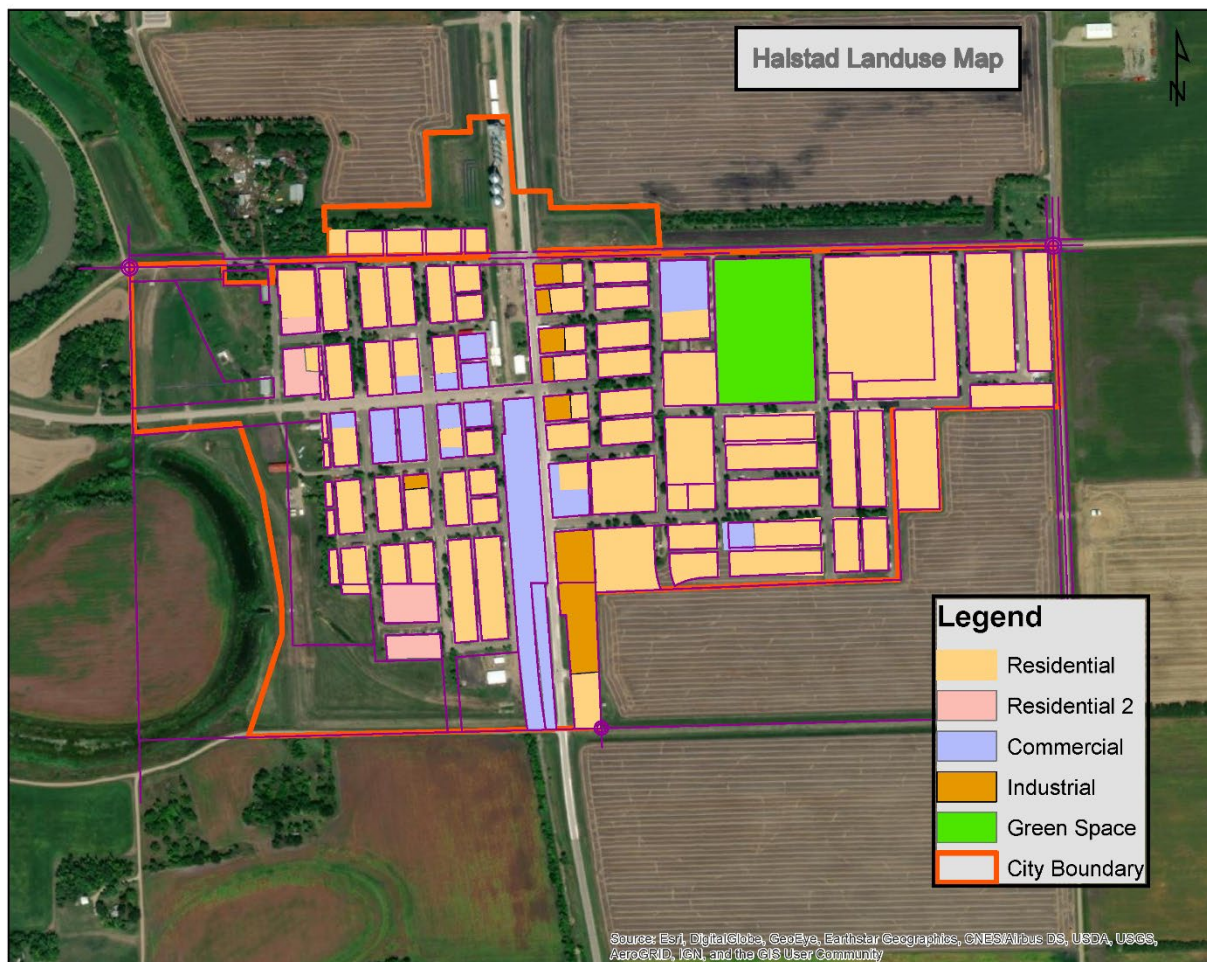 Halstad Landuse Map
N
Legend
Residential
Residential 2
Commercial
Industrial
Green Space
City Boundary
Source: Esri, DigitalGlobe, GeoEye, Earthstar Geographics, CNES/Airbus DS, USDA, USGS,
AeroGRID, IGN, and the GIS User Community